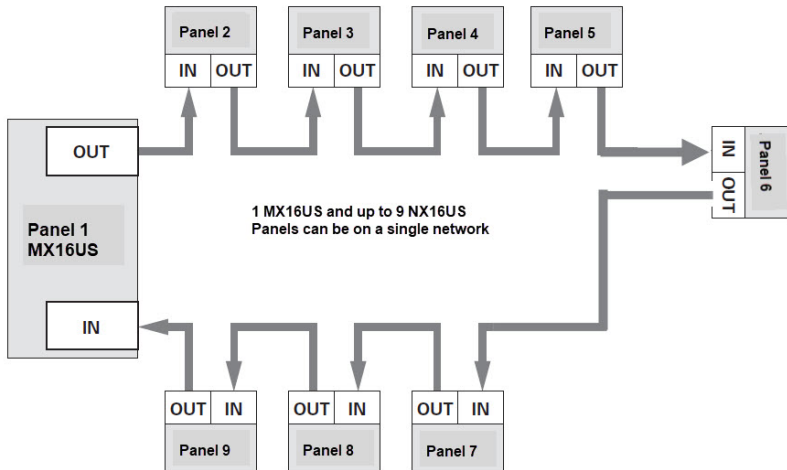 Panel 2
Panel 3
Panel 4
Panel 5
IN OUT
IN OUT
IN OUT
IN OUT
OUT
IN
OUT
Panel 6
Panel 1
MX16US
1 MX16US and up to 9 NX16US
Panels can be on a single network
IN
OUT IN
OUT IN
OUT IN
Panel 9
Panel 8
Panel 7